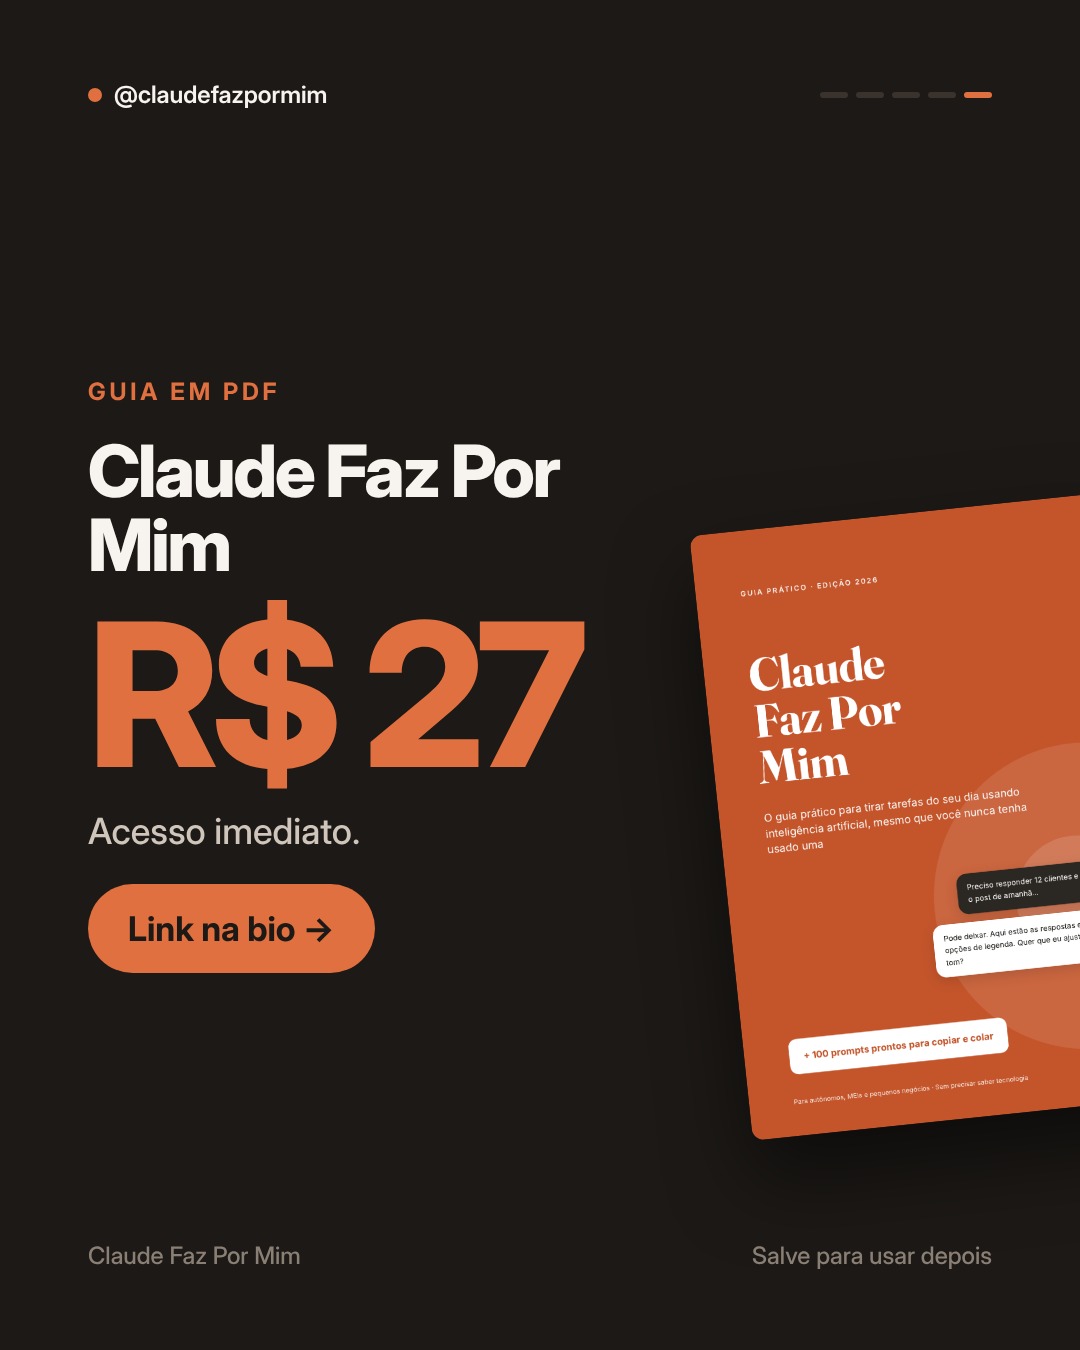 @claudefazpormim
GUIA EM PDF
Claude Faz Por
Mim
R$ 27
Acesso imediato.
Link na bio →
GUIA PRÁTICO · EDIÇÃO 2026
Claude
Faz Por
Mim
O guia prático para tirar tarefas do seu dia usando
inteligência artificial, mesmo que você nunca tenha
usado uma
Preciso responder 12 clientes e
o post de amanhã...
Pode deixar. Aqui estão as respostas
opções de legenda. Quer que eu
tom?
+ 100 prompts prontos para copiar e colar
Para autônomos, MEIs e pequenos negócios · Sem precisar saber tecnologia
Claude Faz Por Mim
Salve para usar depois